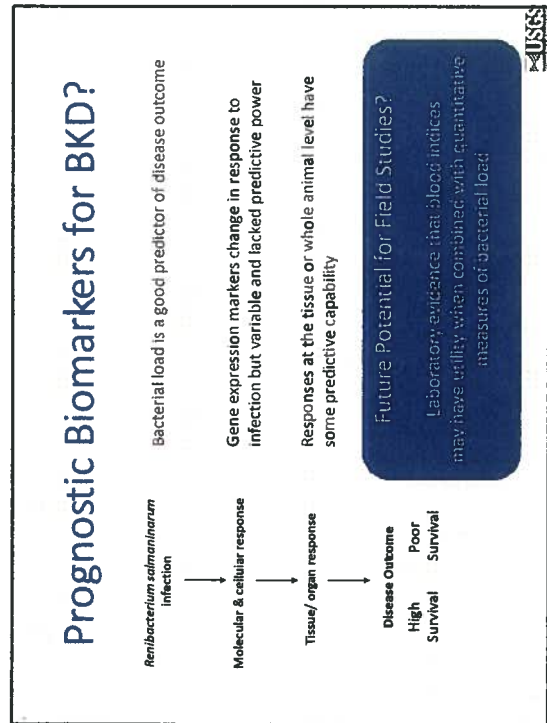 Prognostic Biomarkers for BKD?
Renibacterium salmoninarum
infection
Bacterial load is a good predictor of disease outcome
Molecular & cellular response
Gene expression markers change in response to
infection but variable and lacked predictive power
Tissue/ organ response
Responses at the tissue or whole animal level have
some predictive capability
Disease Outcome
High Poor
Survival Survival
Future Potential for Field Studies?
Laboratory evidence that blood indices
may have utility when combined with quantitative
measures of bacterial load
USGS